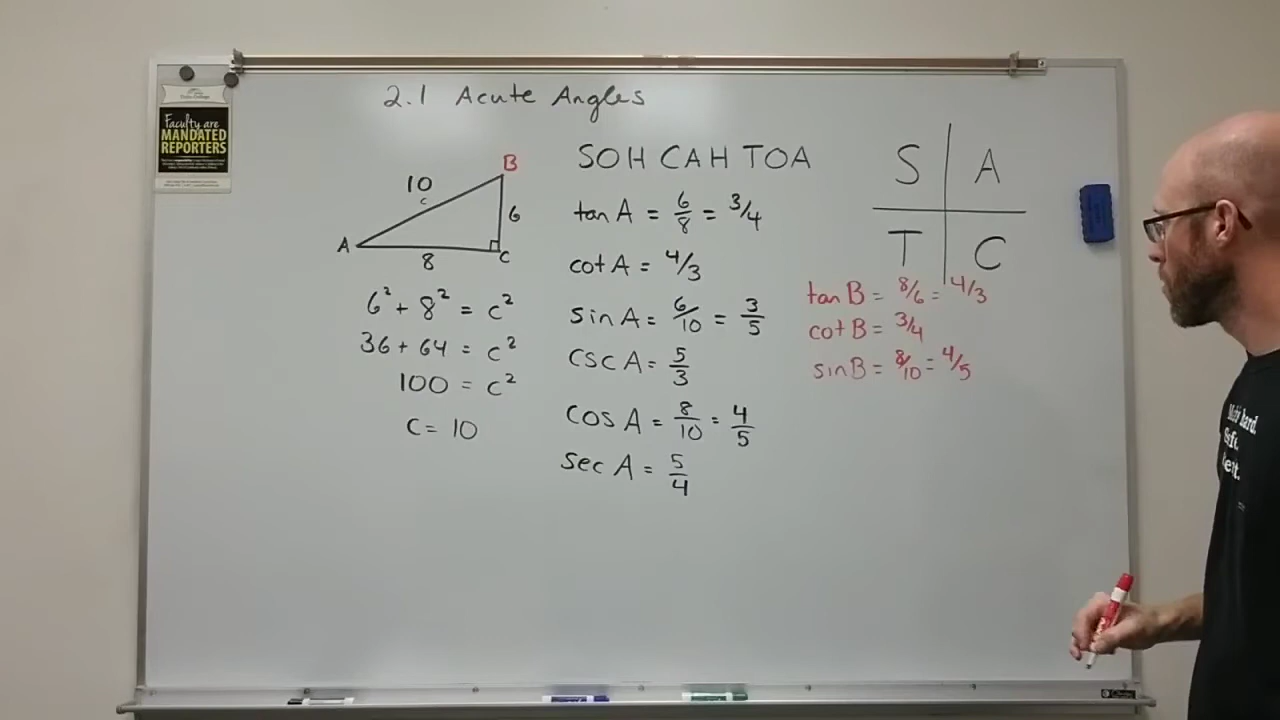 2.1 Acute Angles
Faculty are
MANDATED
REPORTERS
B
10
c
6
A
8
C
6² + 8² = c²
36 + 64 = c²
100 = c²
c = 10
SOH CAH TOA
tan A = 6/8 = 3/4
cot A = 4/3
sin A = 6/10 = 3/5
csc A = 5/3
cos A = 8/10 = 4/5
sec A = 5/4
S A
T C
tan B = 8/6 = 4/3
cot B = 3/4
sin B = 8/10 = 4/5